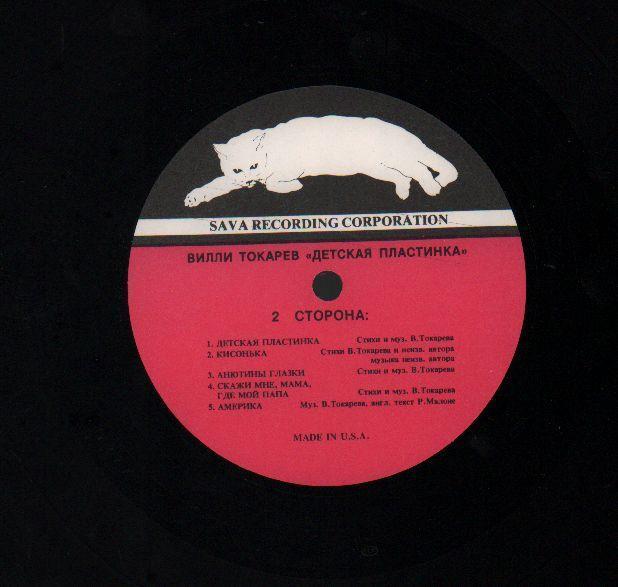 SAVA RECORDING CORPORATION
ВИЛЛИ ТОКАРЕВ «ДЕТСКАЯ ПЛАСТИНКА»
2 СТОРОНА:
1. ДЕТСКАЯ ПЛАСТИНКА Стихи и муз. В.Токарева
2. КИСОНЬКА Стихи В.Токарева и неизв. автора
музыка неизв. автора
3. АНЮТИНЫ ГЛАЗКИ Стихи и муз. В.Токарева
4. СКАЖИ МНЕ, МАМА,
ГДЕ МОЙ ПАПА Стихи и муз. В.Токарева
5. АМЕРИКА Муз. В.Токарева, англ. текст Р.Малоне
MADE IN U.S.A.